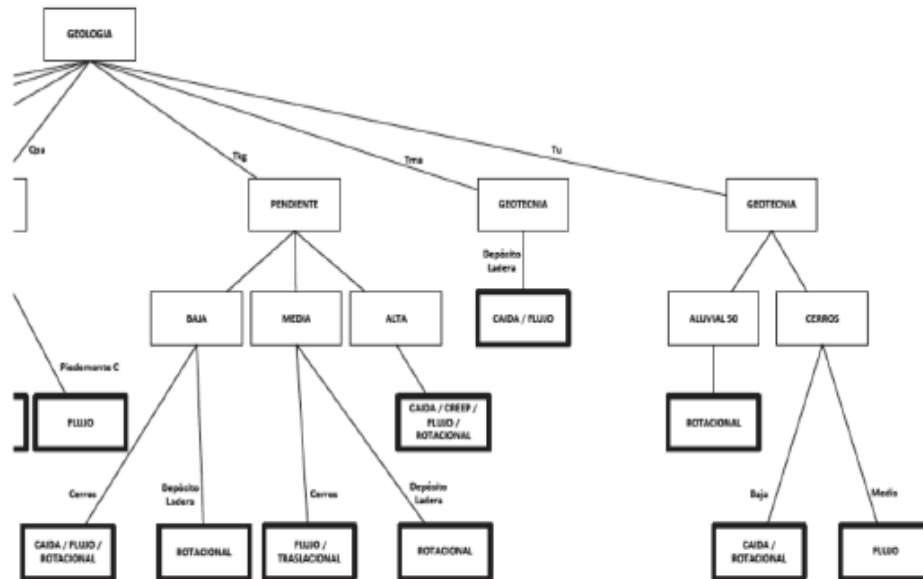 GEOLOGIA
Cpa
Tkg
Tma
Tu
PENDIENTE
GEOTECNIA
GEOTECNIA
Depósito
Ladera
BAJA
MEDIA
ALTA
CAIDA / FLUJO
ALUVIAL 50
CERROS
Piedemonte C
FLUJO
CAIDA / CREEP /
FLUJO /
ROTACIONAL
ROTACIONAL
Cerros
Depósito
Ladera
Cerros
Depósito
Ladera
Baja
Media
CAIDA / FLUJO /
ROTACIONAL
ROTACIONAL
FLUJO /
TRASLACIONAL
ROTACIONAL
CAIDA /
ROTACIONAL
FLUJO